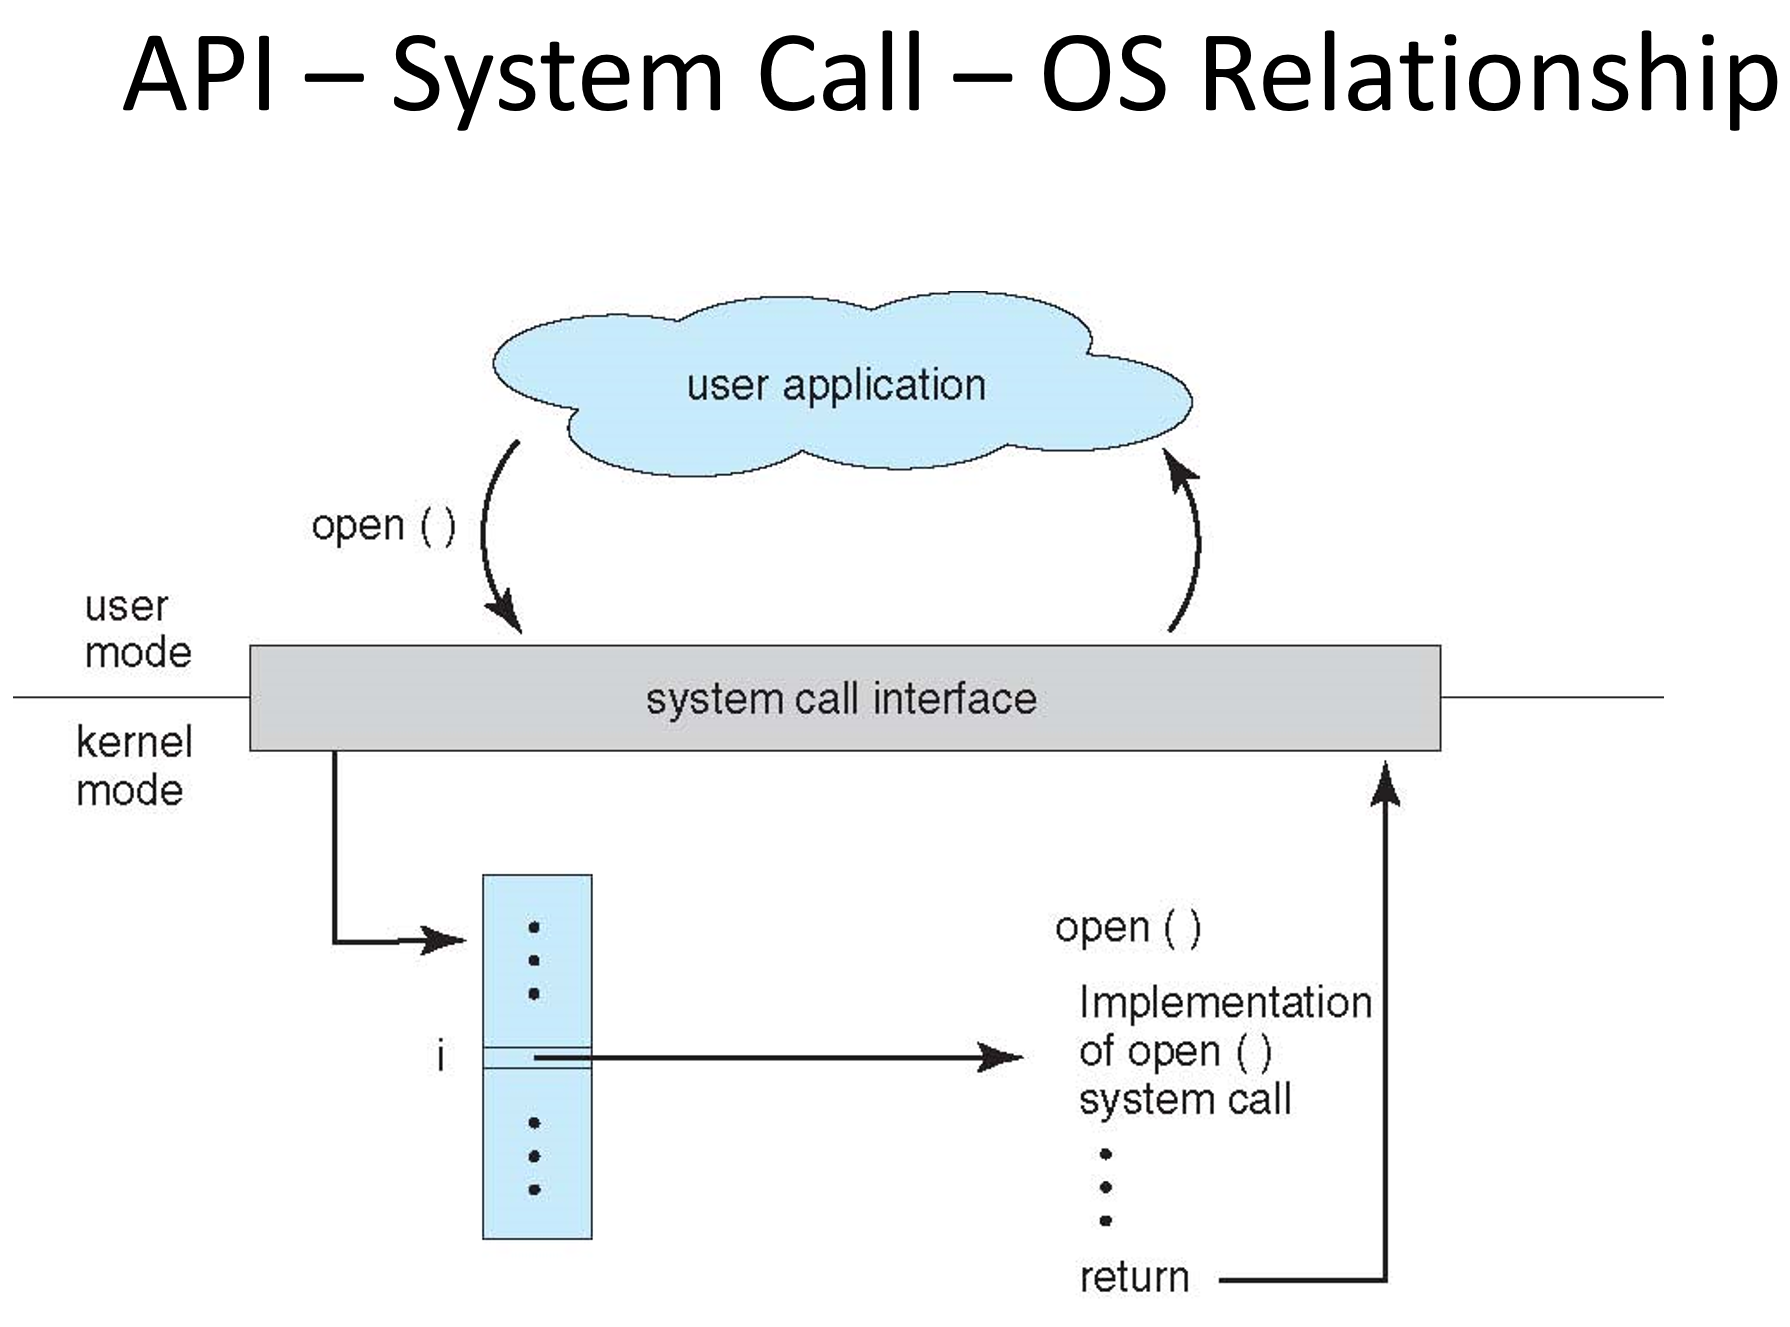 API – System Call – OS Relationship
user application
open ( )
user
mode
system call interface
kernel
mode
open ( )
Implementation
of open ( )
system call
i
return